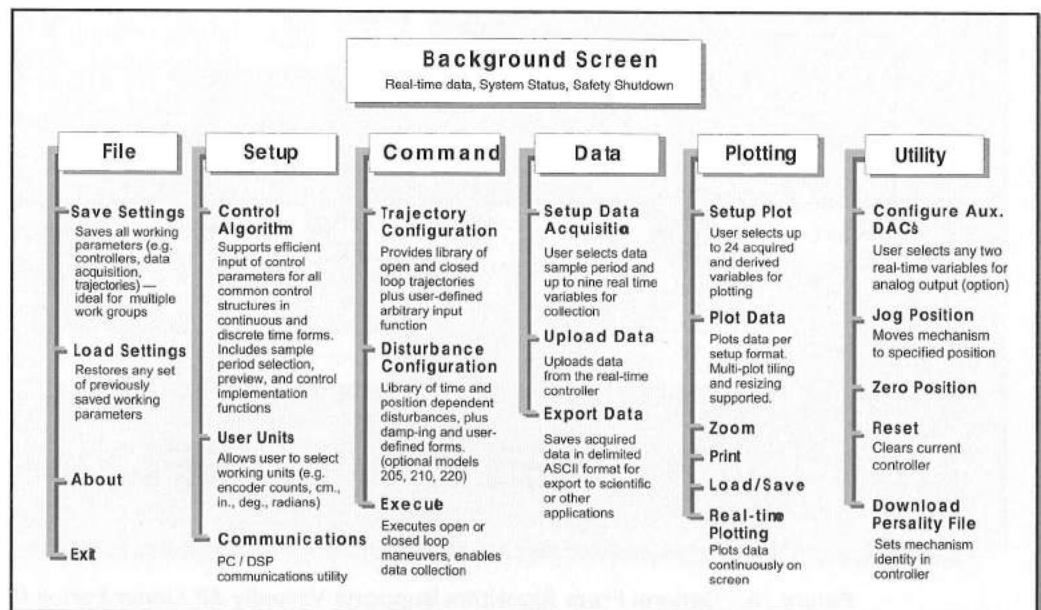 Background Screen
Real-time data, System Status, Safety Shutdown
File
Save Settings
Saves all working
parameters (e.g.
controllers, data
acquisition,
trajectories) —
ideal for multiple
work groups
Load Settings
Restores any set
of previously
saved working
parameters
About
Exit
Setup
Control
Algorithm
Supports efficient
input of control
parameters for all
common control
structures in
continuous and
discrete time forms.
Includes sample
period selection,
preview, and control
implementation
functions
User Units
Allows user to select
working units (e.g.
encoder counts, cm.,
in., deg., radians)
Communications
PC / DSP
communications utility
Command
Trajectory
Configuration
Provides library of
open and closed
loop trajectories
plus user-defined
arbitrary input
function
Disturbance
Configuration
Library of time and
position dependent
disturbances, plus
damp-ing and user-
defined forms.
(optional models
205, 210, 220)
Execute
Executes open or
closed loop
maneuvers, enables
data collection
Data
Setup Data
Acquisition
User selects data
sample period and
up to nine real time
variables for
collection
Upload Data
Uploads data
from the real-time
controller
Export Data
Saves acquired
data in delimited
ASCII format for
export to scientific
or other
applications
Plotting
Setup Plot
User selects up
to 24 acquired
and derived
variables for
plotting
Plot Data
Plots data per
setup format.
Multi-plot tiling
and resizing
supported.
Zoom
Print
Load/Save
Real-time
Plotting
Plots data
continuously on
screen
Utility
Configure Aux.
DACs
User selects any two
real-time variables for
analog output (option)
Jog Position
Moves mechanism
to specified position
Zero Position
Reset
Clears current
controller
Download
Persality File
Sets mechanism
identity in
controller